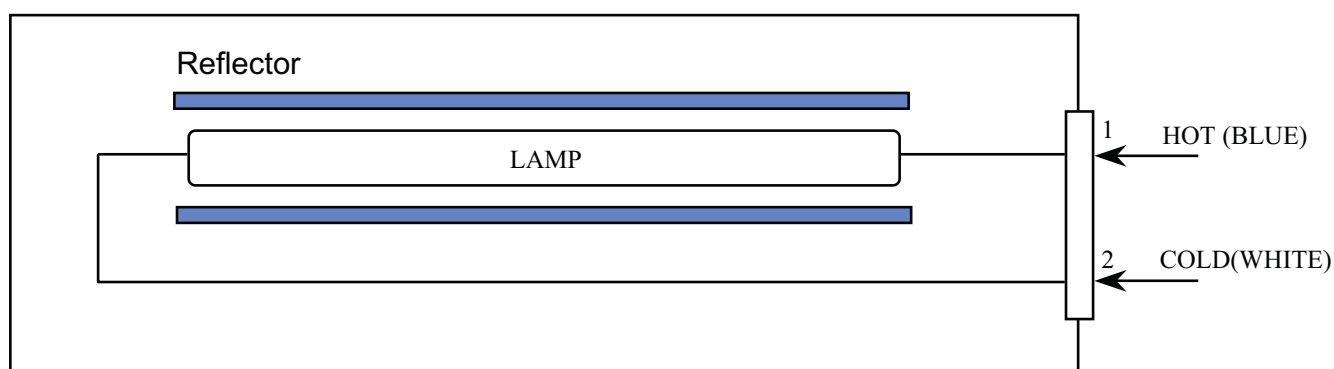 Reflector
LAMP
1
HOT (BLUE)
2
COLD(WHITE)